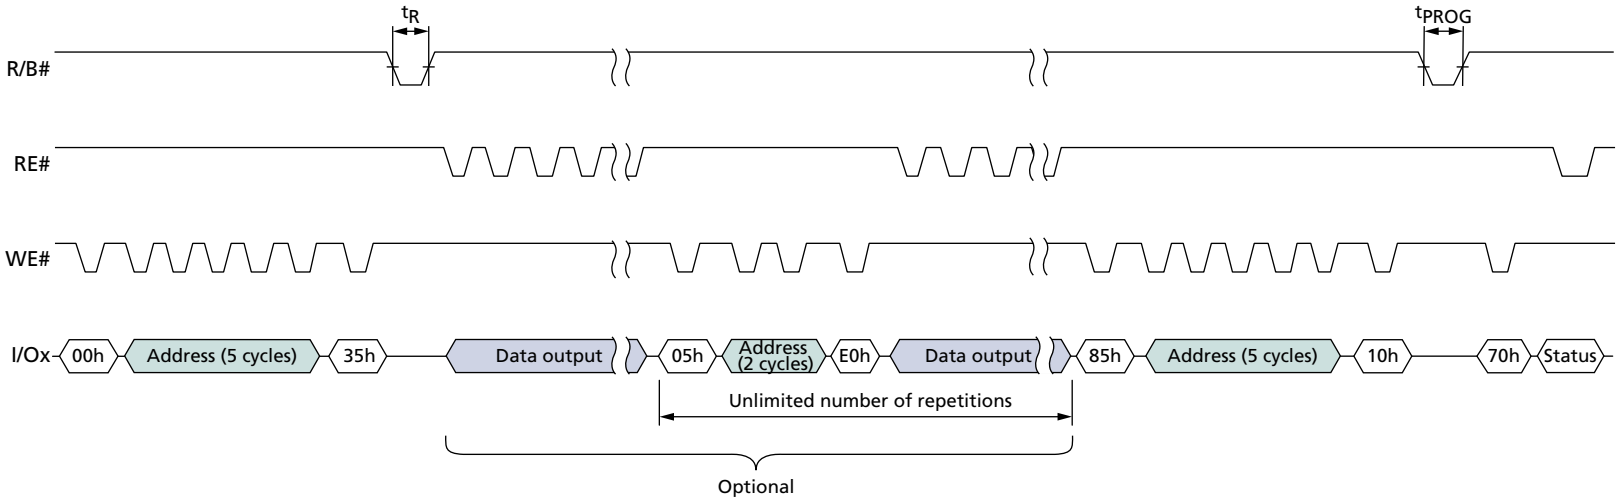 tR
tPROG
R/B#
RE#
WE#
I/Ox
00h
Address (5 cycles)
35h
Data output
05h
Address
(2 cycles)
E0h
Data output
85h
Address (5 cycles)
10h
70h
Status
Unlimited number of repetitions
Optional